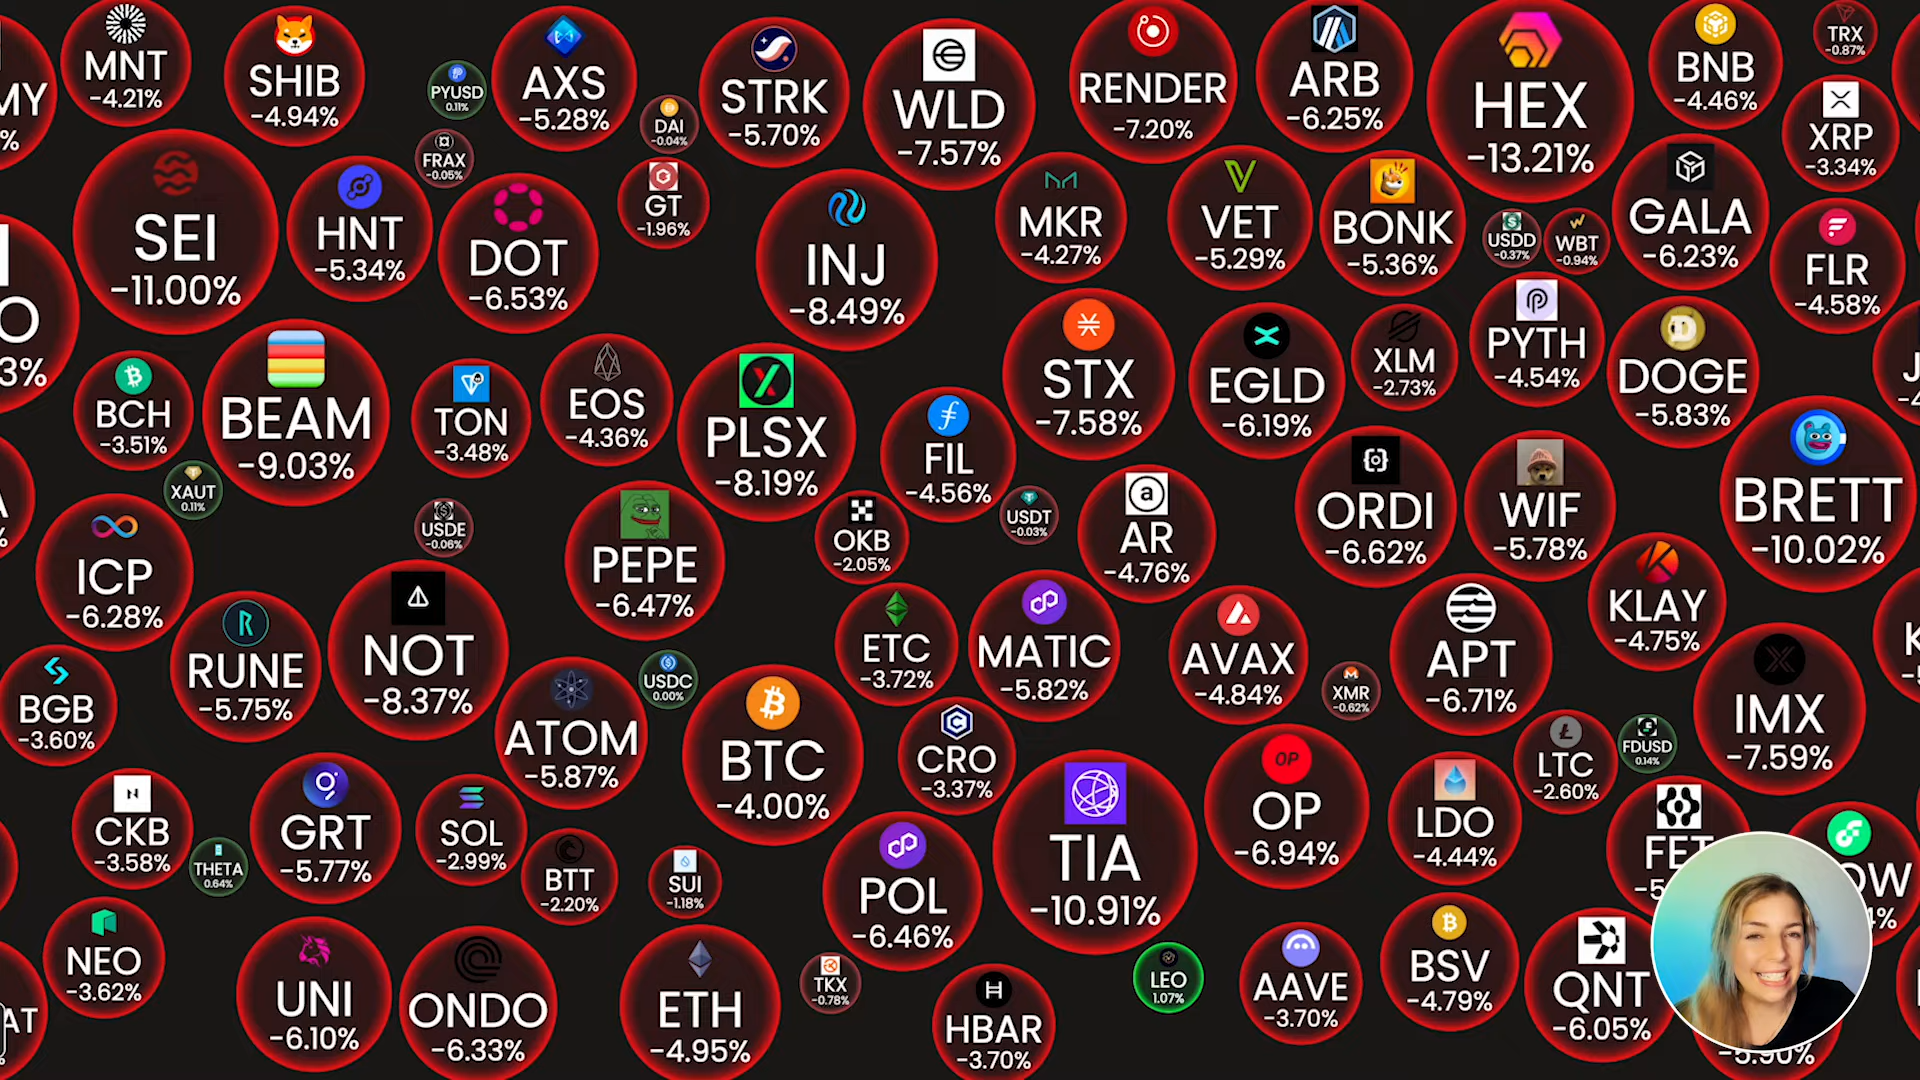 MNT
-4.21%
SHIB
-4.94%
PYUSD
0.11%
AXS
-5.28%
DAI
-0.04%
STRK
-5.70%
WLD
-7.57%
RENDER
-7.20%
ARB
-6.25%
HEX
-13.21%
BNB
-4.46%
TRX
-0.87%
XRP
-3.34%
MY
%
SEI
-11.00%
HNT
-5.34%
FRAX
-0.05%
DOT
-6.53%
GT
-1.96%
INJ
-8.49%
MKR
-4.27%
VET
-5.29%
BONK
-5.36%
USDD
-0.37%
WBT
-0.94%
GALA
-6.23%
FLR
-4.58%
O
3%
BCH
-3.51%
BEAM
-9.03%
TON
-3.48%
EOS
-4.36%
PLSX
-8.19%
FIL
-4.56%
STX
-7.58%
EGLD
-6.19%
XLM
-2.73%
PYTH
-4.54%
DOGE
-5.83%
XAUT
0.11%
USDE
-0.06%
PEPE
-6.47%
OKB
-2.05%
USDT
-0.03%
a
AR
-4.76%
ORDI
-6.62%
WIF
-5.78%
BRETT
-10.02%
ICP
-6.28%
RUNE
-5.75%
NOT
-8.37%
ETC
-3.72%
MATIC
-5.82%
AVAX
-4.84%
XMR
-0.62%
APT
-6.71%
KLAY
-4.75%
IMX
-7.59%
BGB
-3.60%
ATOM
-5.87%
USDC
0.00%
BTC
-4.00%
CRO
-3.37%
TIA
-10.91%
OP
OP
-6.94%
LDO
-4.44%
LTC
-2.60%
FDUSD
0.14%
CKB
-3.58%
THETA
0.64%
GRT
-5.77%
SOL
-2.99%
BTT
-2.20%
SUI
-1.18%
POL
-6.46%
FET
NEO
-3.62%
UNI
-6.10%
ONDO
-6.33%
ETH
-4.95%
TKX
-0.78%
HBAR
-3.70%
LEO
1.07%
AAVE
-3.70%
BSV
-4.79%
QNT
-6.05%
OW
4%
AT
-5.90%